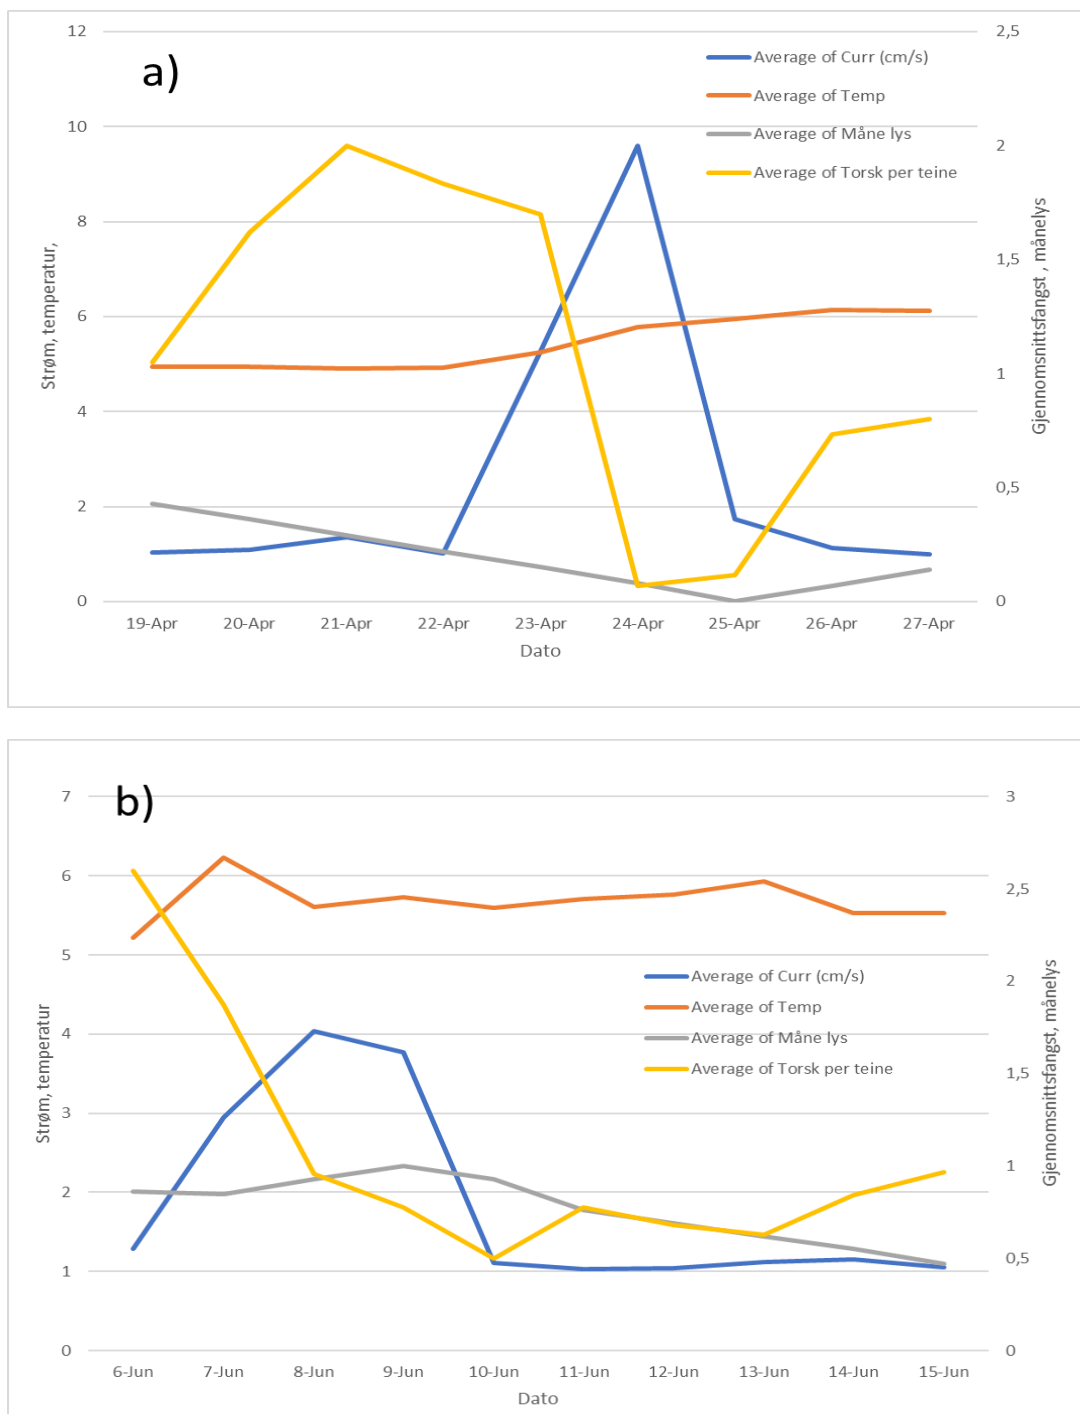 a)
12
10
8
6
4
2
0
2,5
2
1,5
1
0,5
0
Strøm, temperatur,
Gjennomsnittsfangst , månelys
Average of Curr (cm/s)
Average of Temp
Average of Måne lys
Average of Torsk per teine
19-Apr 20-Apr 21-Apr 22-Apr 23-Apr 24-Apr 25-Apr 26-Apr 27-Apr
Dato
b)
7
6
5
4
3
2
1
0
3
2,5
2
1,5
1
0,5
0
Strøm, temperatur
Gjennomsnittsfangst, månelys
Average of Curr (cm/s)
Average of Temp
Average of Måne lys
Average of Torsk per teine
6-Jun 7-Jun 8-Jun 9-Jun 10-Jun 11-Jun 12-Jun 13-Jun 14-Jun 15-Jun
Dato